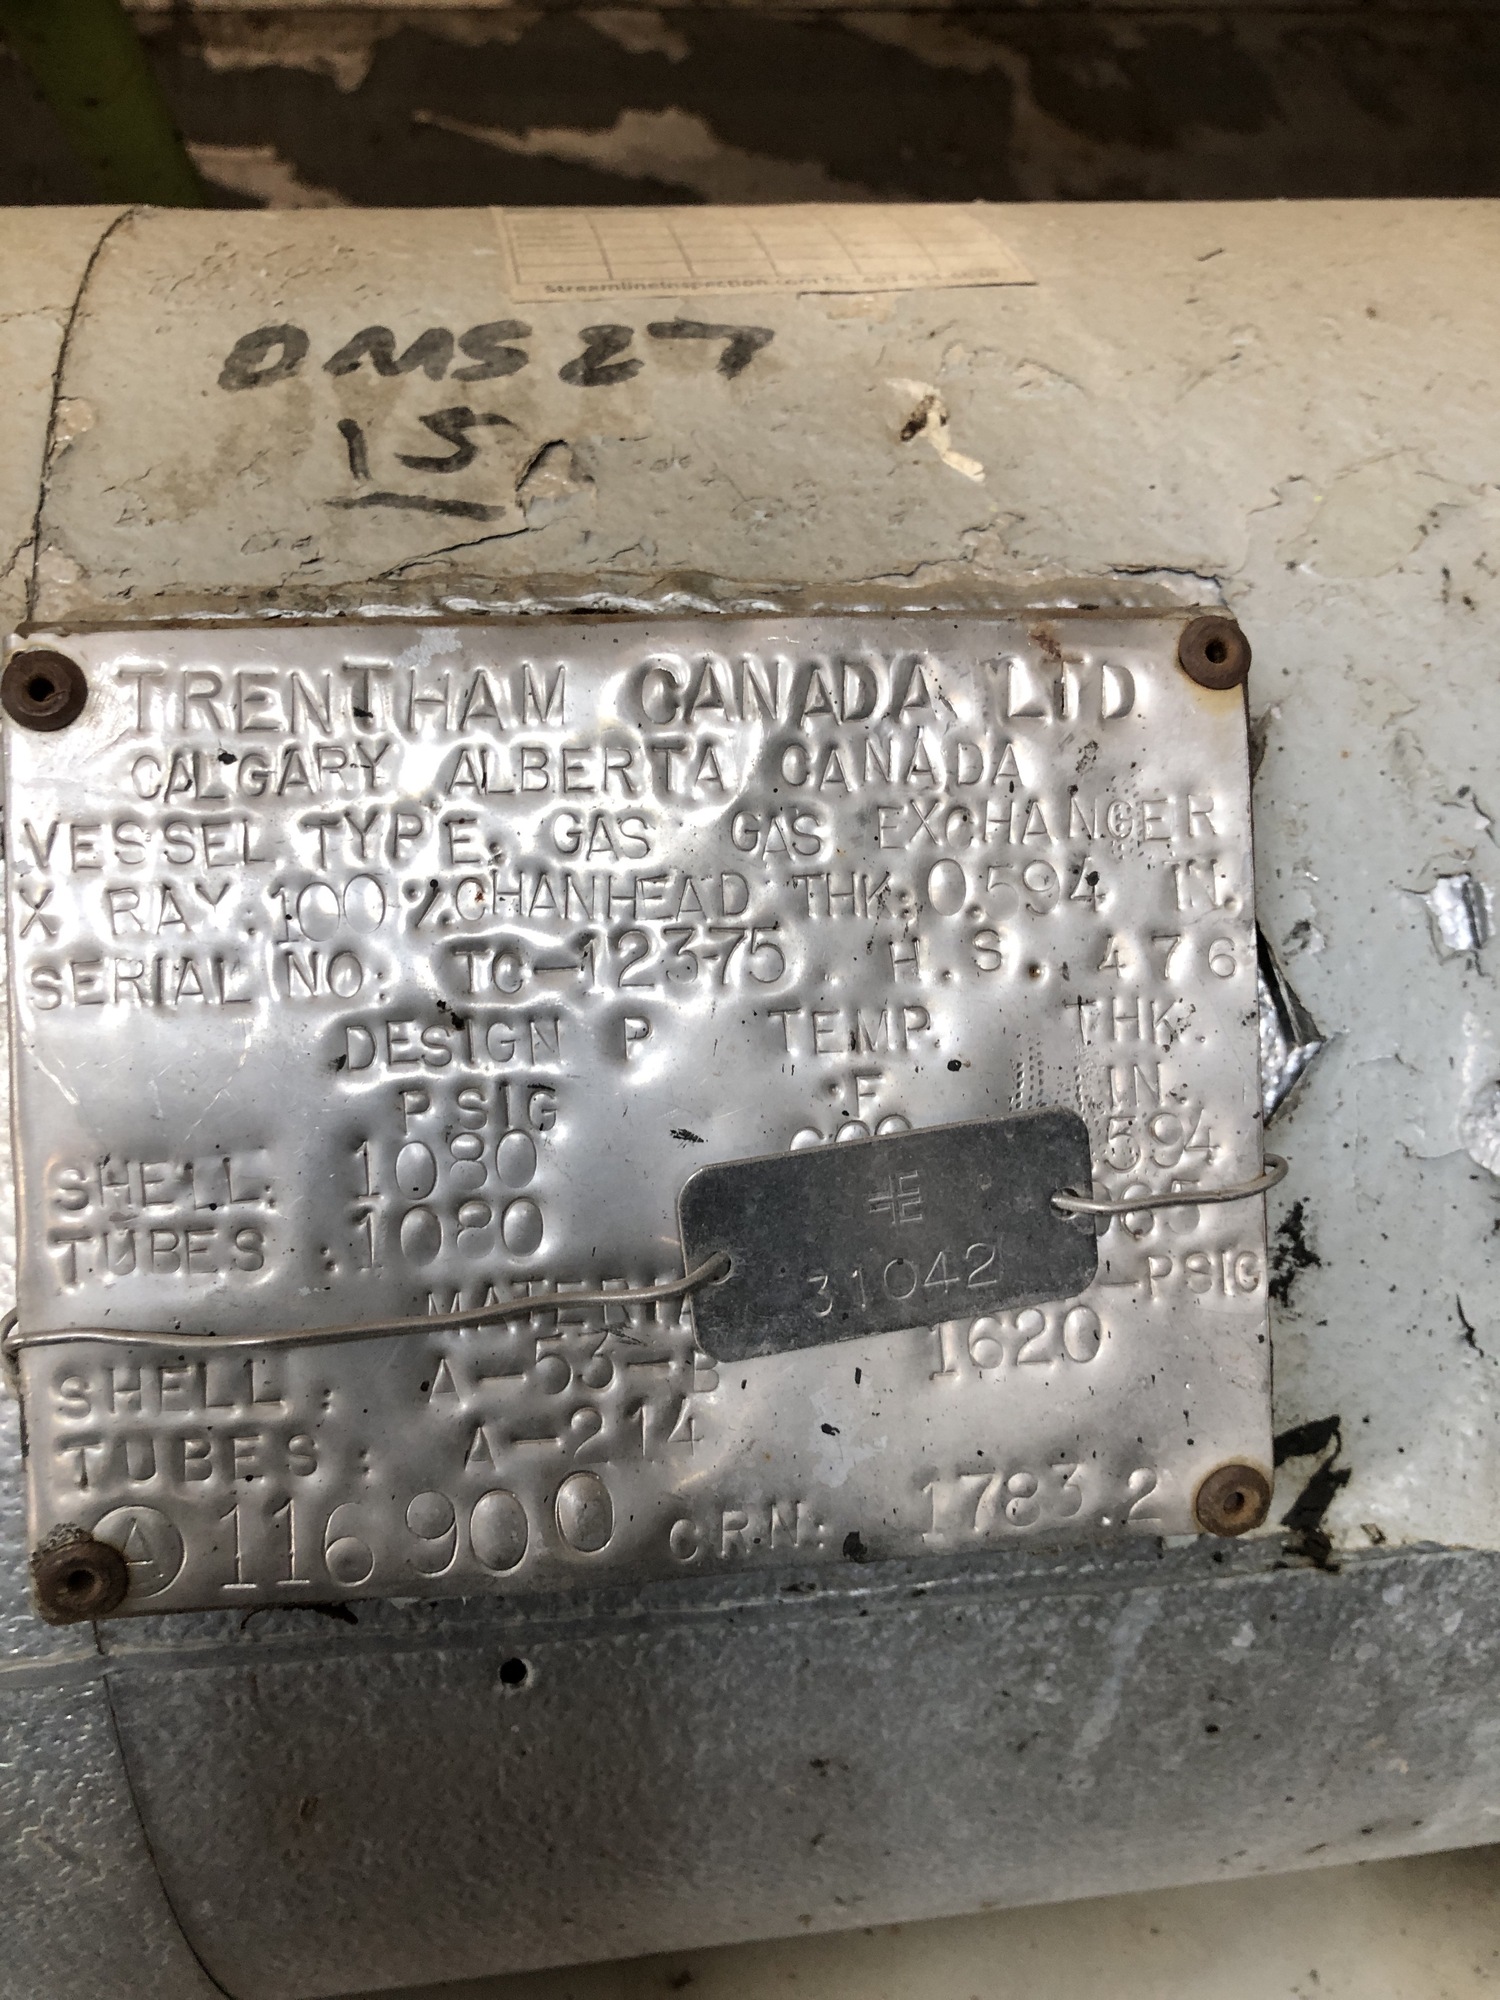 Streamlineinspection.com
OMS 27
15
TRENTHAM CANADA LTD
CALGARY ALBERTA CANADA
VESSEL TYPE. GAS GAS EXCHANGER
X RAY: 100 % CHANHEAD THK: 0.594 IN.
SERIAL NO: TC-12375. H.S. 476
DESIGN P TEMP. THK.
PSIG °F IN.
SHELL: 1080 594
TUBES : 1080
31042
PSIG
SHELL : A-53-B 1620
TUBES : A-214
A 116900 CRN: 1783.2